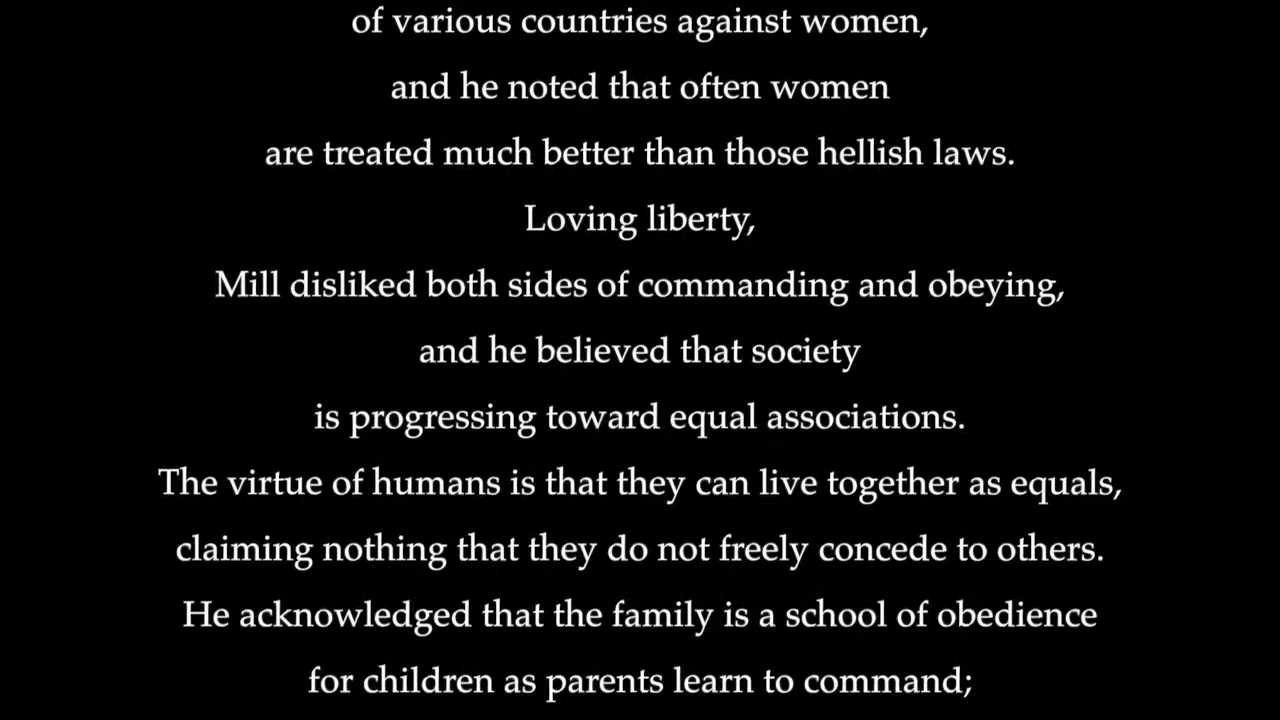 of various countries against women,
and he noted that often women
are treated much better than those hellish laws.
Loving liberty,
Mill disliked both sides of commanding and obeying,
and he believed that society
is progressing toward equal associations.
The virtue of humans is that they can live together as equals,
claiming nothing that they do not freely concede to others.
He acknowledged that the family is a school of obedience
for children as parents learn to command;